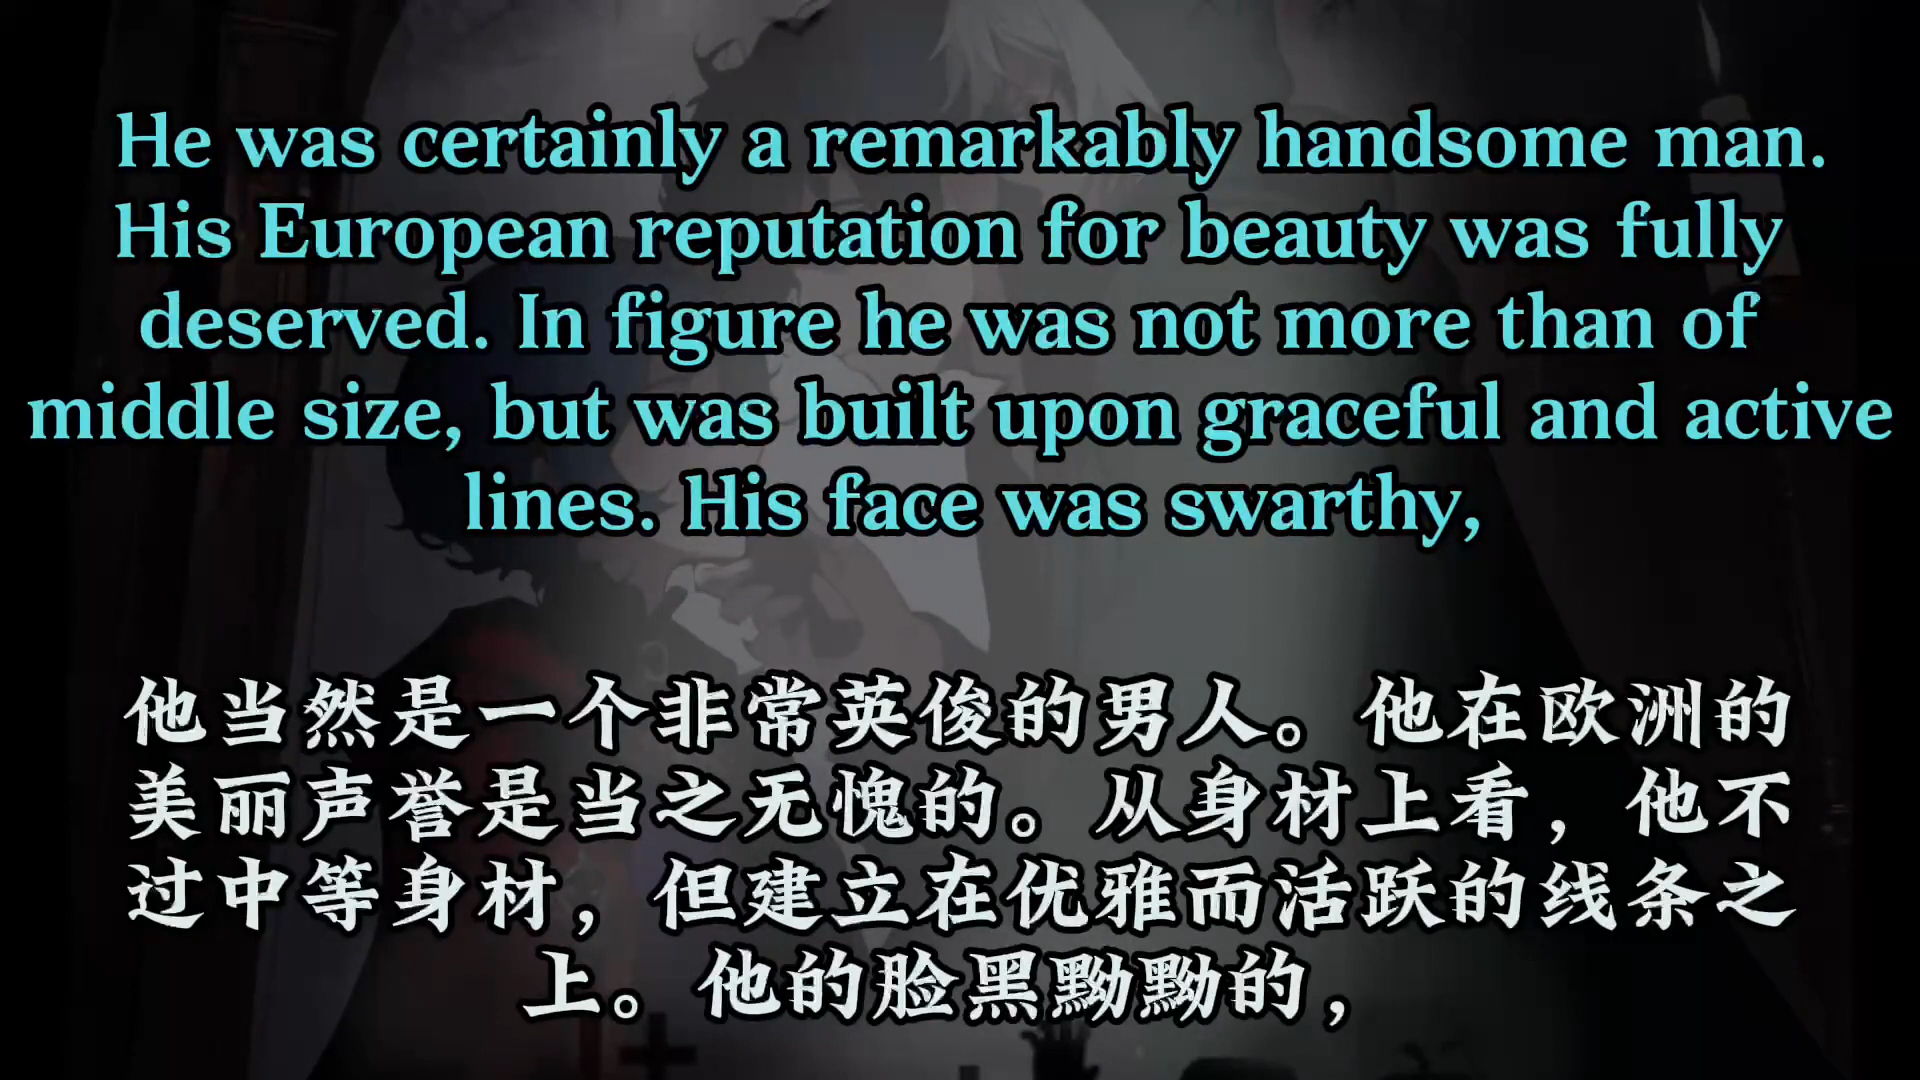 He was certainly a remarkably handsome man.
His European reputation for beauty was fully
deserved. In figure he was not more than of
middle size, but was built upon graceful and active
lines. His face was swarthy,
他当然是一个非常英俊的男人。他在欧洲的
美丽声誉是当之无愧的。从身材上看，他不
过中等身材，但建立在优雅而活跃的线条之
上。他的脸黑黝黝的，